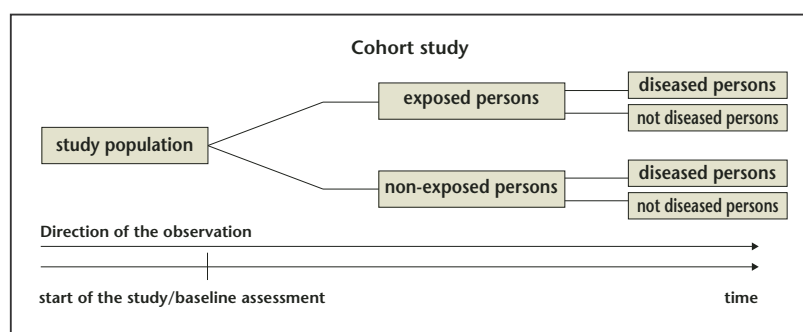 Cohort study
diseased persons
exposed persons
not diseased persons
study population
diseased persons
non-exposed persons
not diseased persons
Direction of the observation
start of the study/baseline assessment
time